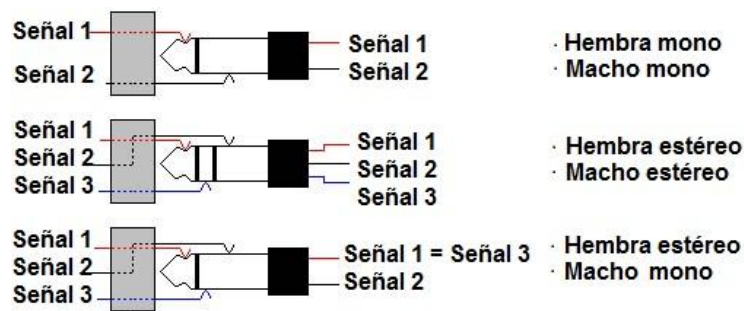 Señal 1
Señal 2
Señal 1
Señal 2
· Hembra mono
· Macho mono
Señal 1
Señal 2
Señal 3
Señal 1
Señal 2
Señal 3
· Hembra estéreo
· Macho estéreo
Señal 1
Señal 2
Señal 3
Señal 1 = Señal 3
Señal 2
· Hembra estéreo
· Macho mono